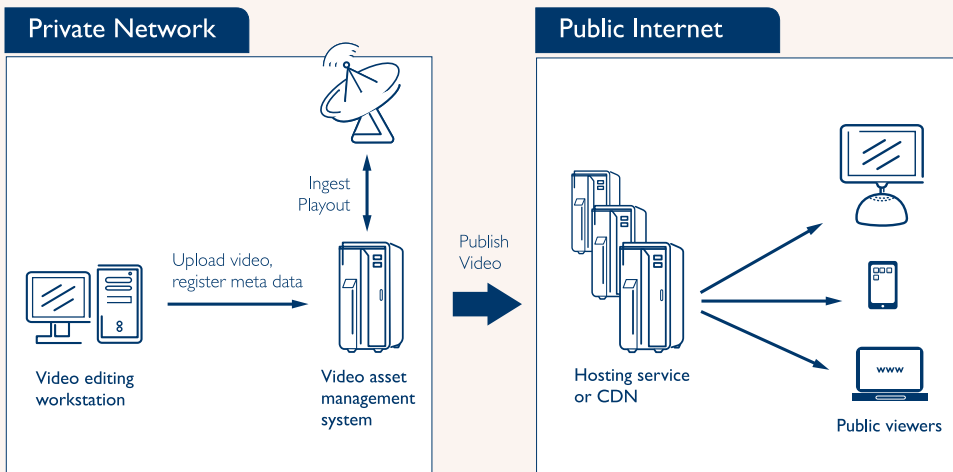 Private Network
Public Internet
Ingest
Playout
Upload video,
register meta data
Publish
Video
Video editing
workstation
Video asset
management
system
Hosting service
or CDN
www
Public viewers